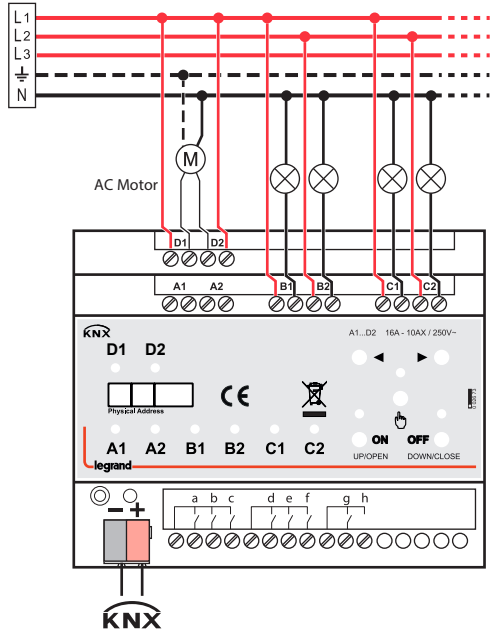 L1
L2
L3
N
M
AC Motor
D1 D2
A1 A2 B1 B2 C1 C2
KNX
A1...D2 16A - 10AX / 250V~
D1 D2
Physical Address
CE
A1 A2 B1 B2 C1 C2
ON OFF
UP/OPEN DOWN/CLOSE
legrand
a b c d e f g h
− +
KNX